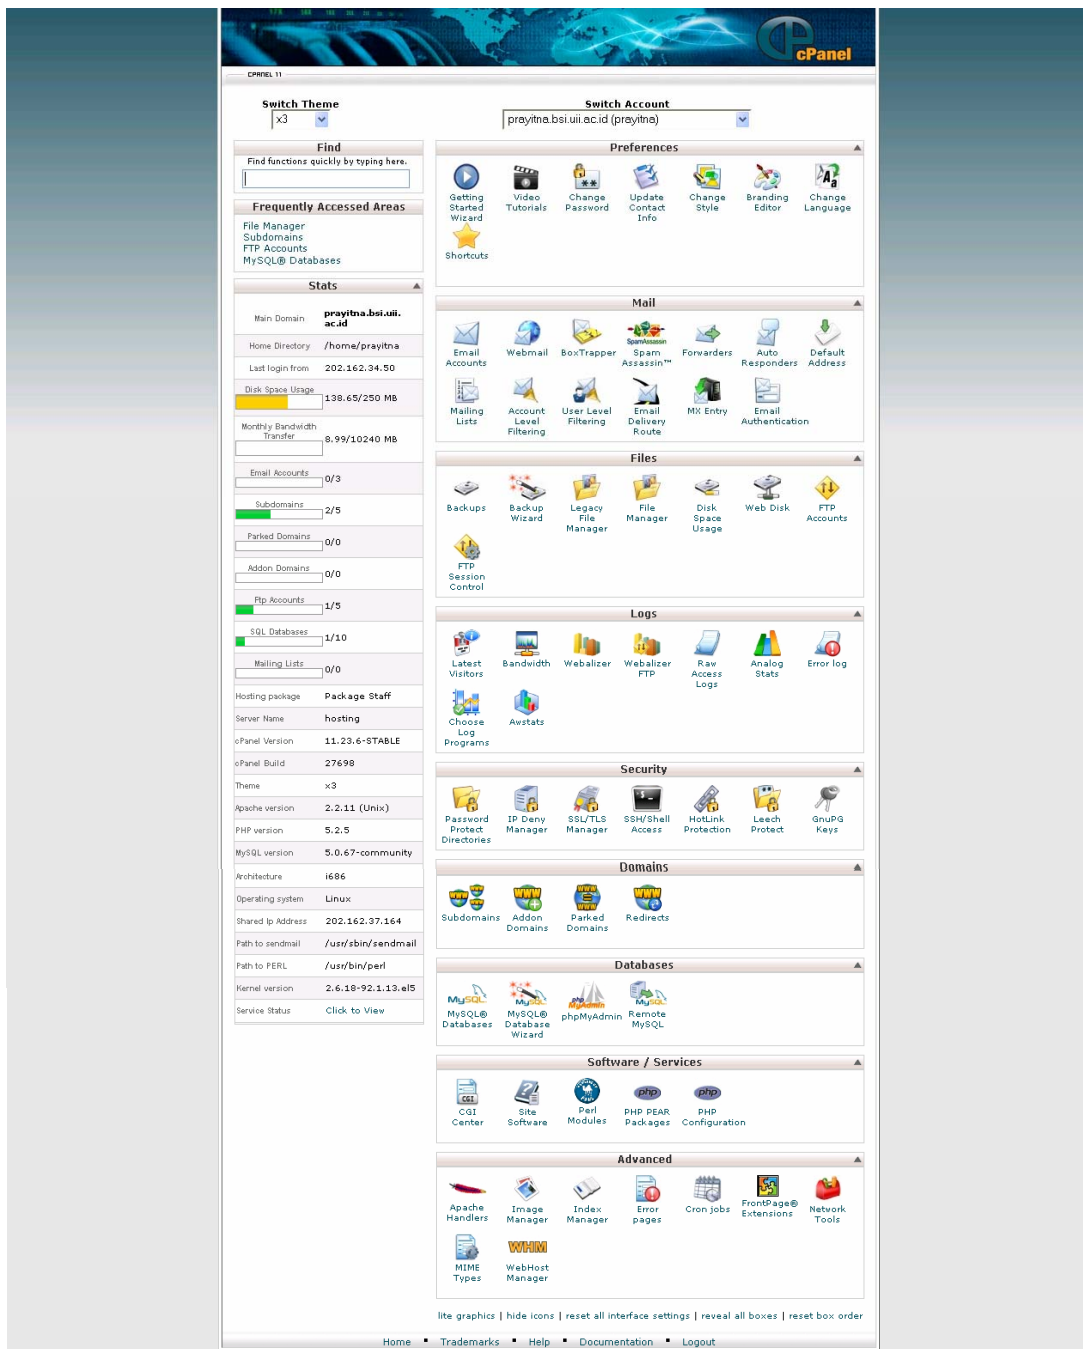 cPanel
CPANEL 11
Switch Theme
x3
Switch Account
prayitna.bsi.uii.ac.id (prayitna)
Find
Find functions quickly by typing here.
Frequently Accessed Areas
File Manager
Subdomains
FTP Accounts
MySQL® Databases
Stats
Main Domain prayitna.bsi.uii.
ac.id
Home Directory /home/prayitna
Last login from 202.162.34.50
Disk Space Usage
138.65/250 MB
Monthly Bandwidth
Transfer
8.99/10240 MB
Email Accounts
0/3
Subdomains
2/5
Parked Domains
0/0
Addon Domains
0/0
Ftp Accounts
1/5
SQL Databases
1/10
Mailing Lists
0/0
Hosting package Package Staff
Server Name hosting
cPanel Version 11.23.6-STABLE
cPanel Build 27698
Theme x3
Apache version 2.2.11 (Unix)
PHP version 5.2.5
MySQL version 5.0.67-community
Architecture i686
Operating system Linux
Shared Ip Address 202.162.37.164
Path to sendmail /usr/sbin/sendmail
Path to PERL /usr/bin/perl
Kernel version 2.6.18-92.1.13.el5
Service Status Click to View
Preferences
Getting
Started
Wizard
Video
Tutorials
Change
Password
Update
Contact
Info
Change
Style
Branding
Editor
Change
Language
Shortcuts
Mail
Email
Accounts
Webmail
BoxTrapper
SpamAssassin
Spam
Assassin™
Forwarders
Auto
Responders
Default
Address
Mailing
Lists
Account
Level
Filtering
User Level
Filtering
Email
Delivery
Route
MX Entry
Email
Authentication
Files
Backups
Backup
Wizard
Legacy
File
Manager
File
Manager
Disk
Space
Usage
Web Disk
FTP
Accounts
FTP
Session
Control
Logs
Latest
Visitors
Bandwidth
Webalizer
Webalizer
FTP
Raw
Access
Logs
Analog
Stats
Error log
Choose
Log
Programs
Awstats
Security
Password
Protect
Directories
IP Deny
Manager
SSL/TLS
Manager
SSH/Shell
Access
HotLink
Protection
Leech
Protect
GnuPG
Keys
Domains
Subdomains
WWW
Addon
Domains
Parked
Domains
Redirects
Databases
MySQL
MySQL®
Databases
MySQL
MySQL®
Database
Wizard
php
MyAdmin
phpMyAdmin
MySQL
Remote
MySQL
Software / Services
CGI
CGI
Center
Site
Software
Perl
Modules
php
PHP PEAR
Packages
php
PHP
Configuration
Advanced
Apache
Handlers
Image
Manager
Index
Manager
Error
pages
Cron jobs
FrontPage®
Extensions
Network
Tools
MIME
Types
WHM
WebHost
Manager
lite graphics | hide icons | reset all interface settings | reveal all boxes | reset box order
Home ▪ Trademarks ▪ Help ▪ Documentation ▪ Logout